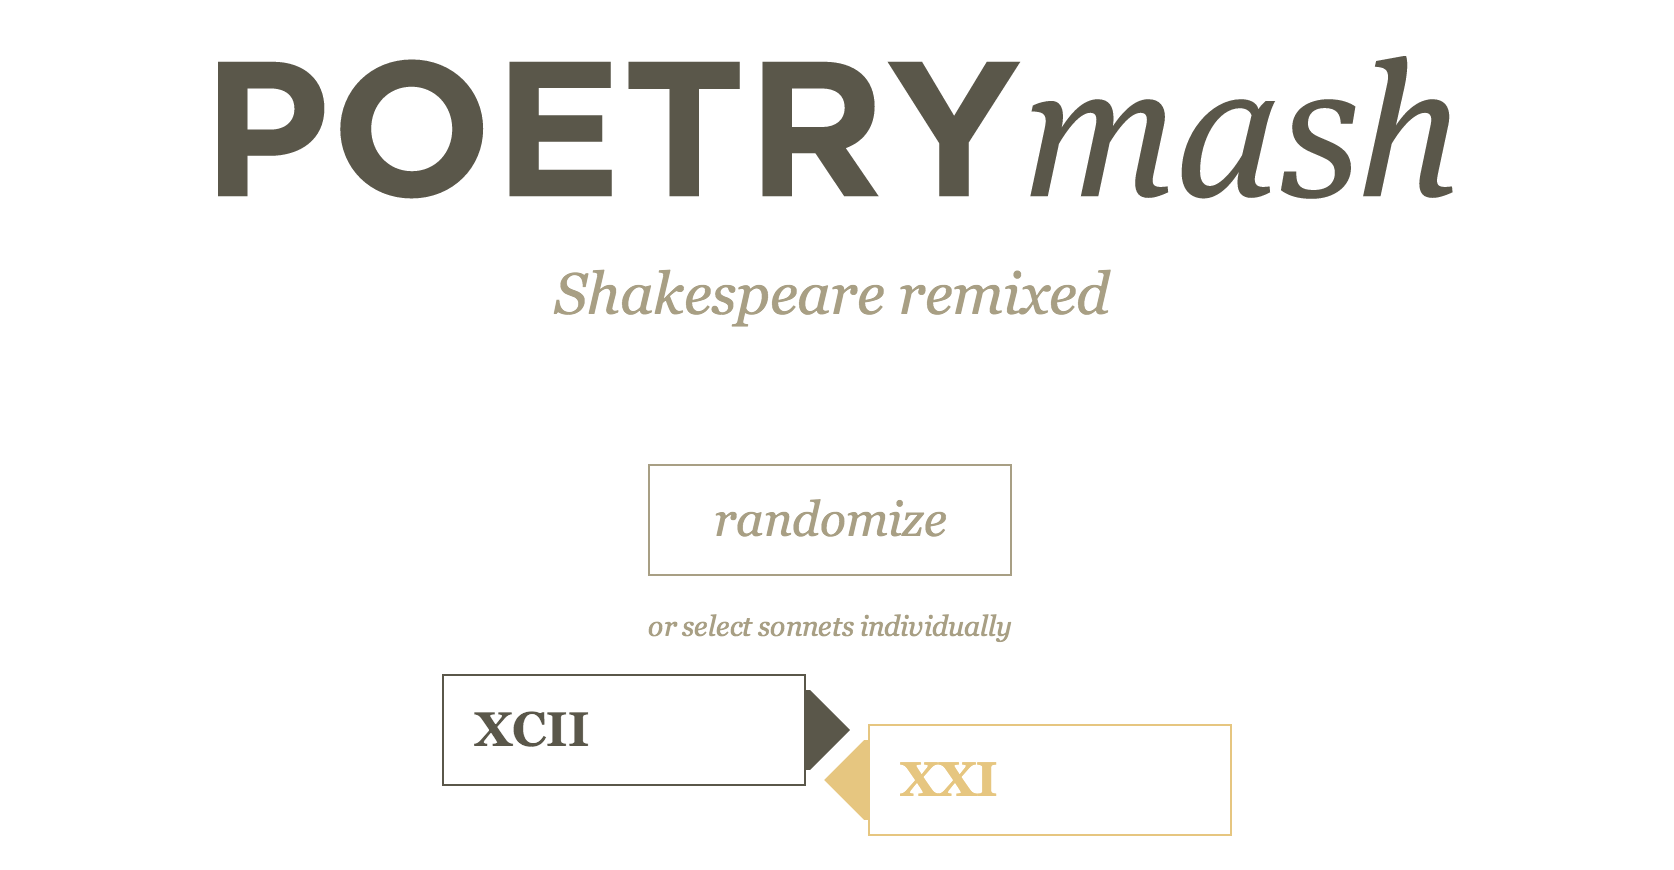 POETRYmash
Shakespeare remixed
randomize
or select sonnets individually
XCII
XXI